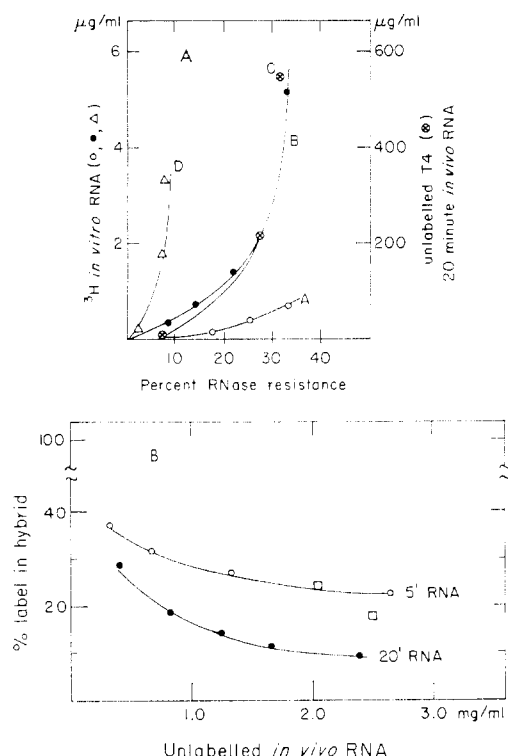 μg/ml
μg/ml
6
A
C
600
B
4
D
400
2
200
A
10
20
30
40
³H in vitro RNA (○, ●, △)
unlabelled T4 (⊗)
20 minute in vivo RNA
Percent RNase resistance
100
B
40
20
5' RNA
20' RNA
% label in hybrid
1.0
2.0
3.0 mg/ml
Unlabelled in vivo RNA